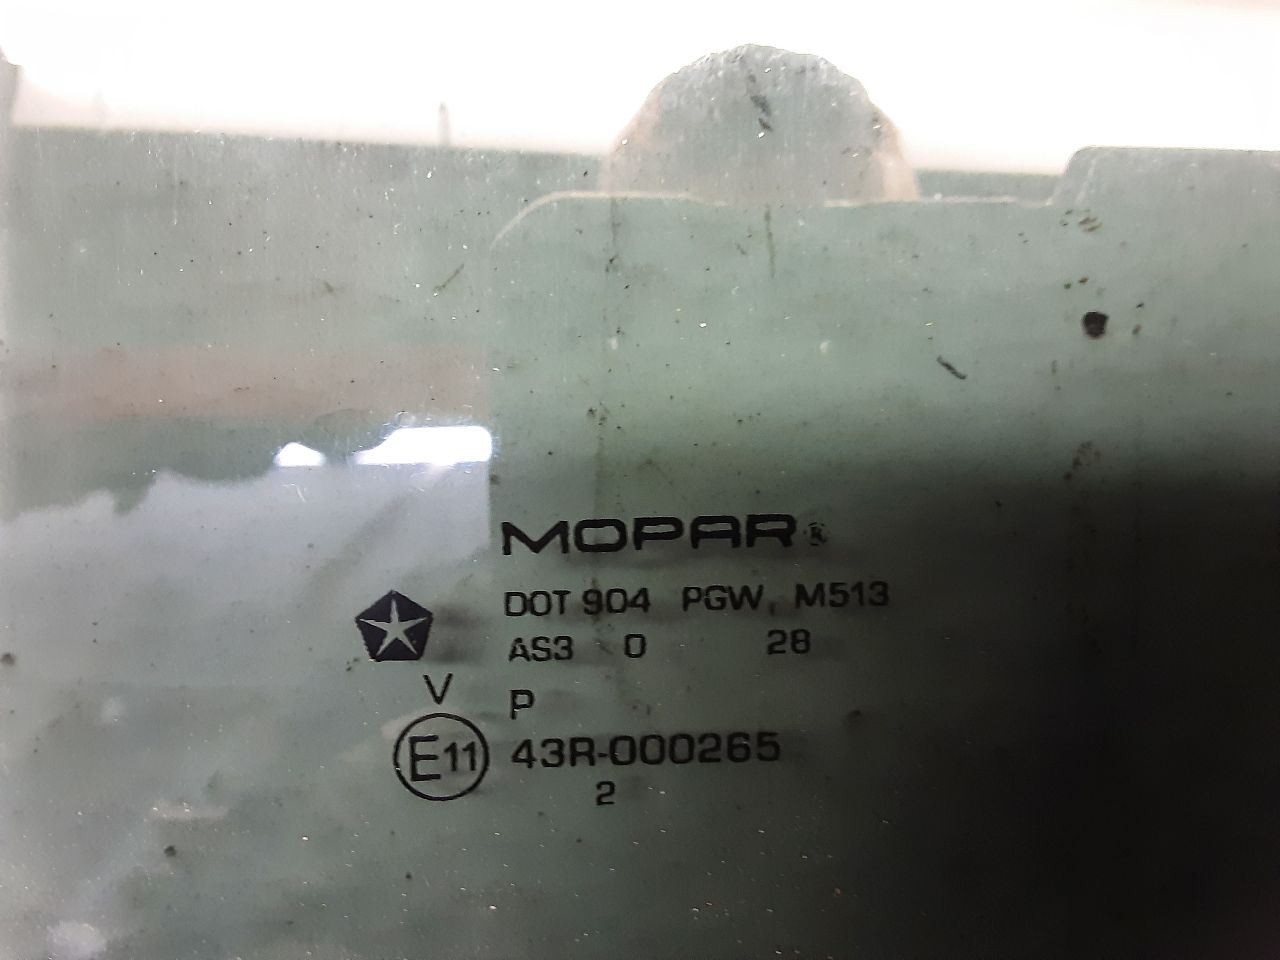 MOPAR®
DOT 904 PGW, M513
AS3 0 28
V P
E11 43R-000265
2